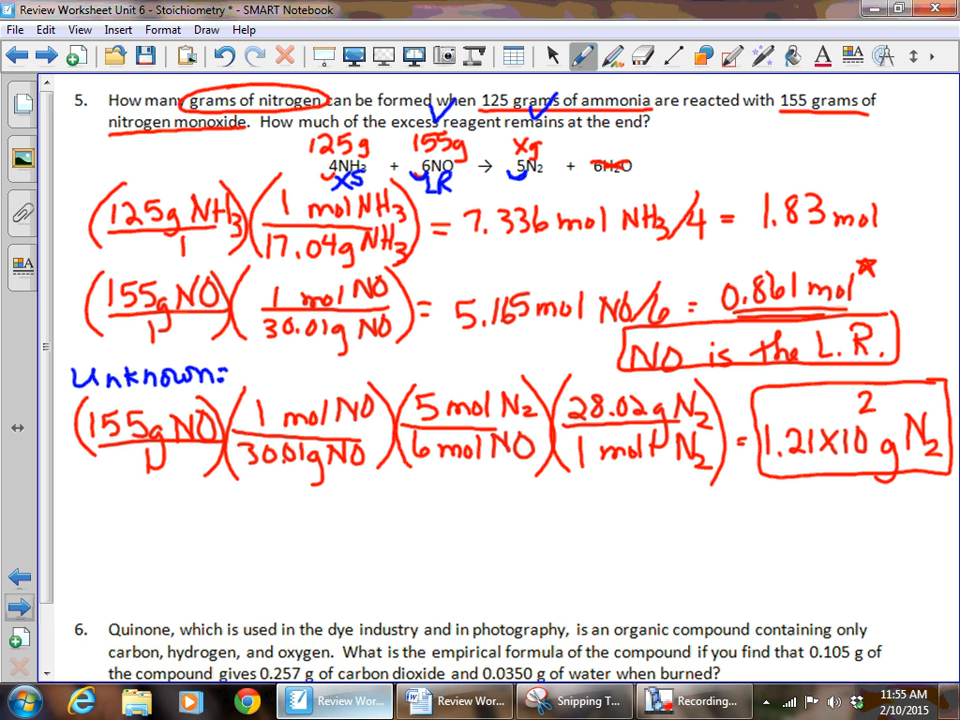 Review Worksheet Unit 6 - Stoichiometry * - SMART Notebook
File Edit View Insert Format Draw Help
5. How many grams of nitrogen can be formed when 125 grams of ammonia are reacted with 155 grams of
nitrogen monoxide. How much of the excess reagent remains at the end?
125g 155g xg
4NH₃ + 6NO → 5N₂ + 6H₂O
XS LR
(125g NH₃/1)(1 mol NH₃/17.04g NH₃) = 7.336 mol NH₃/4 = 1.83 mol
(155g NO/1)(1 mol NO/30.01g NO) = 5.165 mol NO/6 = 0.861 mol*
NO is the L.R.
Unknown:
(155g NO/1)(1 mol NO/30.01g NO)(5 mol N₂/6 mol NO)(28.02g N₂/1 mol N₂) = 1.21x10² g N₂
6. Quinone, which is used in the dye industry and in photography, is an organic compound containing only
carbon, hydrogen, and oxygen. What is the empirical formula of the compound if you find that 0.105 g of
the compound gives 0.257 g of carbon dioxide and 0.0350 g of water when burned?
Review Wor... Review Wor... Snipping T... Recording...
11:55 AM
2/10/2015